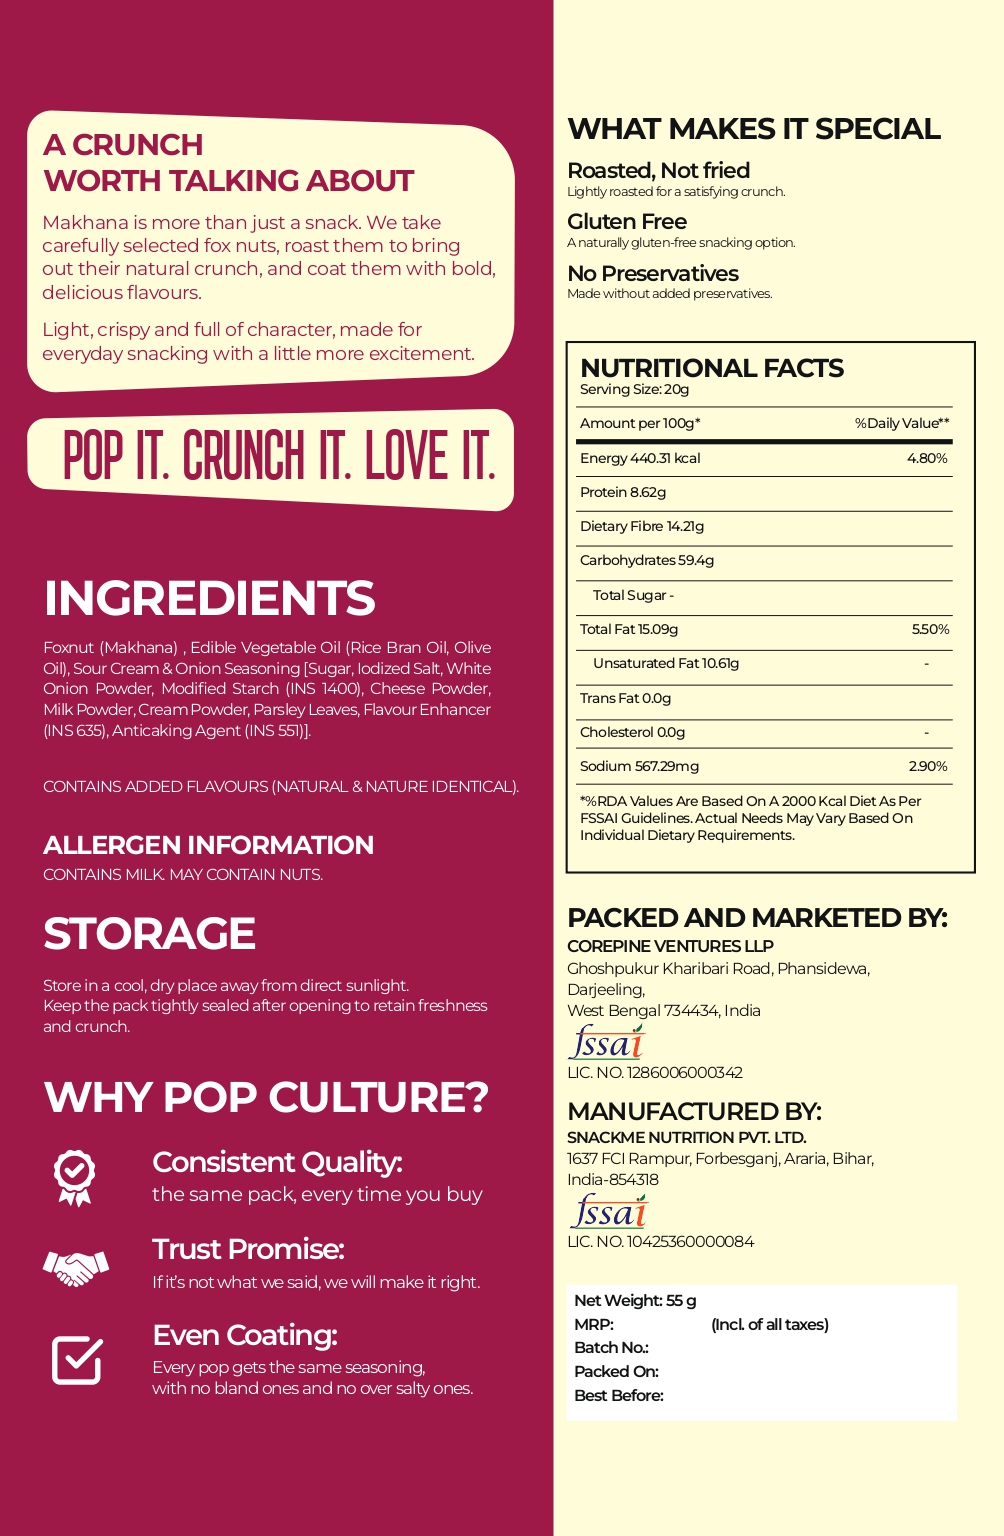 A CRUNCH
WORTH TALKING ABOUT
Makhana is more than just a snack. We take
carefully selected fox nuts, roast them to bring
out their natural crunch, and coat them with bold,
delicious flavours.
Light, crispy and full of character, made for
everyday snacking with a little more excitement.
POP IT. CRUNCH IT. LOVE IT.
INGREDIENTS
Foxnut (Makhana) , Edible Vegetable Oil (Rice Bran Oil, Olive
Oil), Sour Cream & Onion Seasoning [Sugar, Iodized Salt, White
Onion Powder, Modified Starch (INS 1400), Cheese Powder,
Milk Powder, Cream Powder, Parsley Leaves, Flavour Enhancer
(INS 635), Anticaking Agent (INS 551)].
CONTAINS ADDED FLAVOURS (NATURAL & NATURE IDENTICAL).
ALLERGEN INFORMATION
CONTAINS MILK. MAY CONTAIN NUTS.
STORAGE
Store in a cool, dry place away from direct sunlight.
Keep the pack tightly sealed after opening to retain freshness
and crunch.
WHY POP CULTURE?
Consistent Quality:
the same pack, every time you buy
Trust Promise:
If it's not what we said, we will make it right.
Even Coating:
Every pop gets the same seasoning,
with no bland ones and no over salty ones.
WHAT MAKES IT SPECIAL
Roasted, Not fried
Lightly roasted for a satisfying crunch.
Gluten Free
A naturally gluten-free snacking option.
No Preservatives
Made without added preservatives.
NUTRITIONAL FACTS
Serving Size: 20g
Amount per 100g* %Daily Value**
Energy 440.31 kcal 4.80%
Protein 8.62g
Dietary Fibre 14.21g
Carbohydrates 59.4g
Total Sugar -
Total Fat 15.09g 5.50%
Unsaturated Fat 10.61g -
Trans Fat 0.0g
Cholesterol 0.0g -
Sodium 567.29mg 2.90%
*%RDA Values Are Based On A 2000 Kcal Diet As Per
FSSAI Guidelines. Actual Needs May Vary Based On
Individual Dietary Requirements.
PACKED AND MARKETED BY:
COREPINE VENTURES LLP
Ghoshpukur Kharibari Road, Phansidewa,
Darjeeling,
West Bengal 734434, India
fssai
LIC. NO. 1286006000342
MANUFACTURED BY:
SNACKME NUTRITION PVT. LTD.
1637 FCI Rampur, Forbesganj, Araria, Bihar,
India-854318
fssai
LIC. NO. 10425360000084
Net Weight: 55 g
MRP: (Incl. of all taxes)
Batch No.:
Packed On:
Best Before: